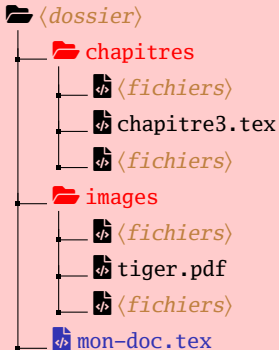 ⟨dossier⟩
chapitres
⟨fichiers⟩
chapitre3.tex
⟨fichiers⟩
images
⟨fichiers⟩
tiger.pdf
⟨fichiers⟩
mon-doc.tex